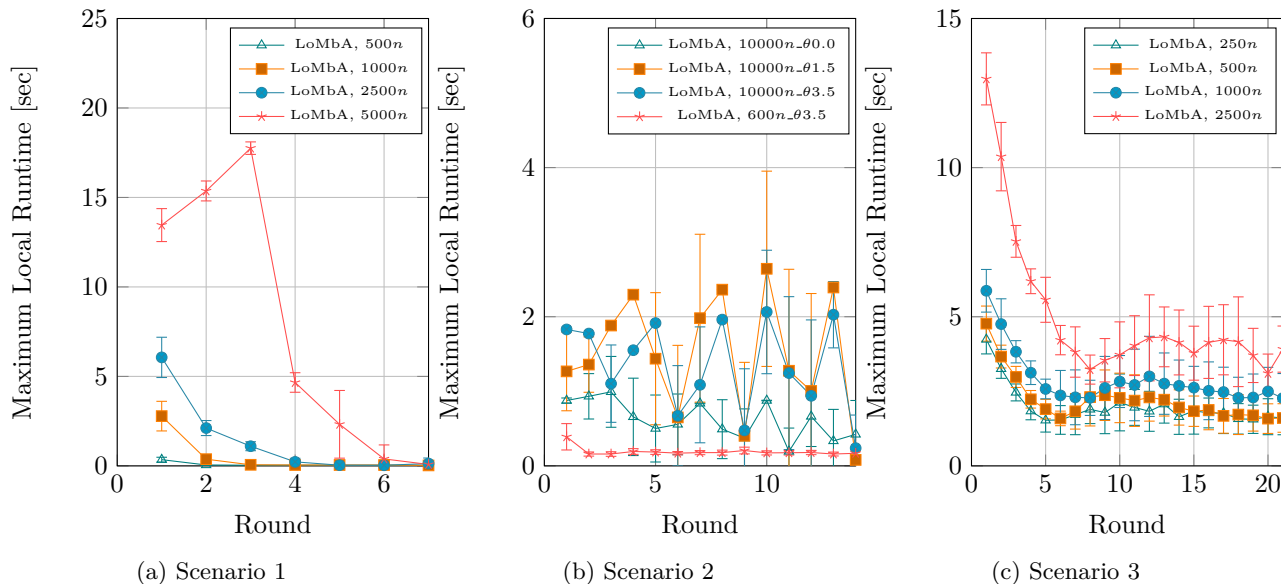 Maximum Local Runtime [sec]
25
20
15
10
5
0
0
2
4
6
Round
LoMbA, 500n
LoMbA, 1000n
LoMbA, 2500n
LoMbA, 5000n
(a) Scenario 1
Maximum Local Runtime [sec]
6
4
2
0
0
5
10
Round
LoMbA, 10000n_θ0.0
LoMbA, 10000n_θ1.5
LoMbA, 10000n_θ3.5
LoMbA, 600n_θ3.5
(b) Scenario 2
Maximum Local Runtime [sec]
15
10
5
0
0
5
10
15
20
Round
LoMbA, 250n
LoMbA, 500n
LoMbA, 1000n
LoMbA, 2500n
(c) Scenario 3